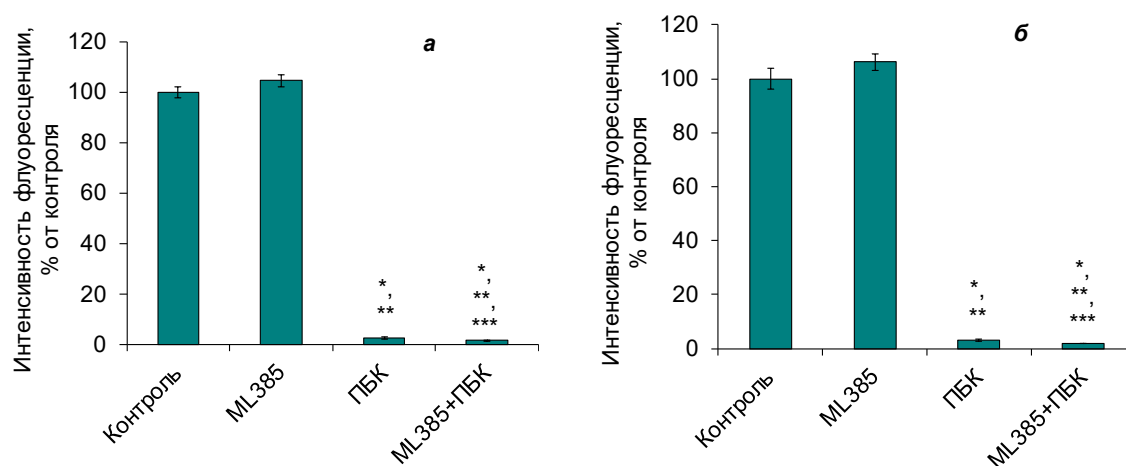 а
Интенсивность флуоресценции,
% от контроля
120
100
80
60
40
20
0
*,
**
*,
**,
***
Контроль
ML385
ПБК
ML385+ПБК
б
Интенсивность флуоресценции,
% от контроля
120
100
80
60
40
20
0
*,
**
*,
**,
***
Контроль
ML385
ПБК
ML385+ПБК